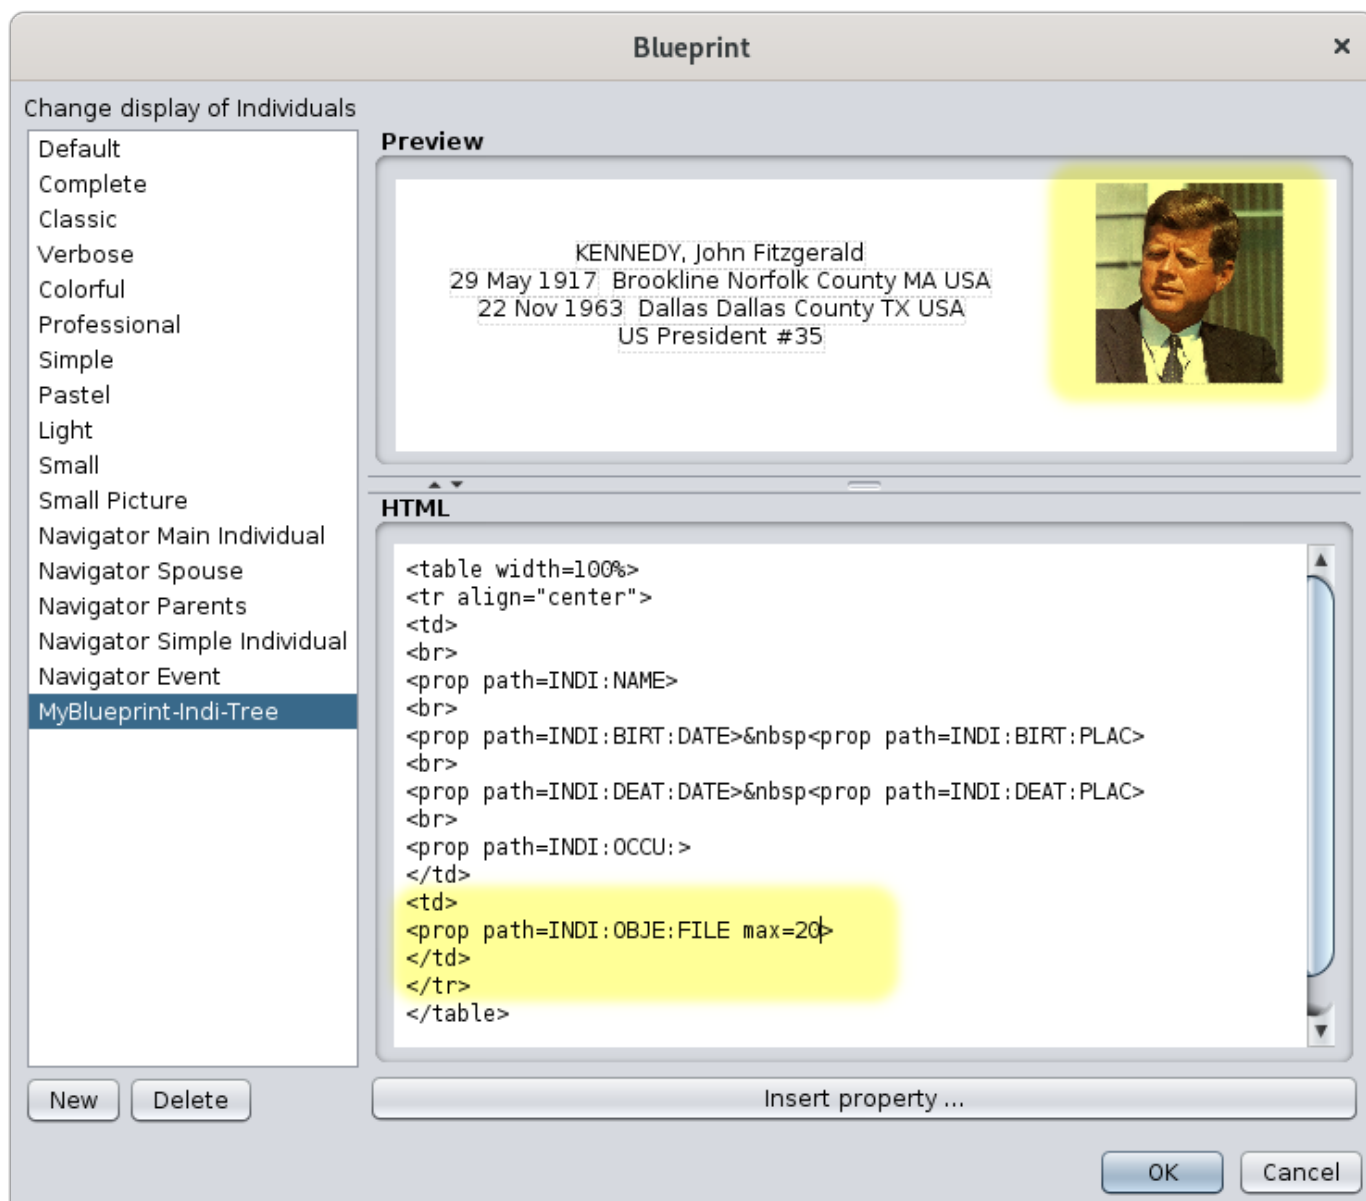 Blueprint
Change display of Individuals
Default
Complete
Classic
Verbose
Colorful
Professional
Simple
Pastel
Light
Small
Small Picture
Navigator Main Individual
Navigator Spouse
Navigator Parents
Navigator Simple Individual
Navigator Event
MyBlueprint-Indi-Tree
New Delete
Preview
KENNEDY, John Fitzgerald
29 May 1917 Brookline Norfolk County MA USA
22 Nov 1963 Dallas Dallas County TX USA
US President #35
HTML
<table width=100%>
<tr align="center">
<td>
<br>
<prop path=INDI:NAME>
<br>
<prop path=INDI:BIRT:DATE>&nbsp<prop path=INDI:BIRT:PLAC>
<br>
<prop path=INDI:DEAT:DATE>&nbsp<prop path=INDI:DEAT:PLAC>
<br>
<prop path=INDI:OCCU:>
</td>
<td>
<prop path=INDI:OBJE:FILE max=20>
</td>
</tr>
</table>
Insert property ...
OK Cancel